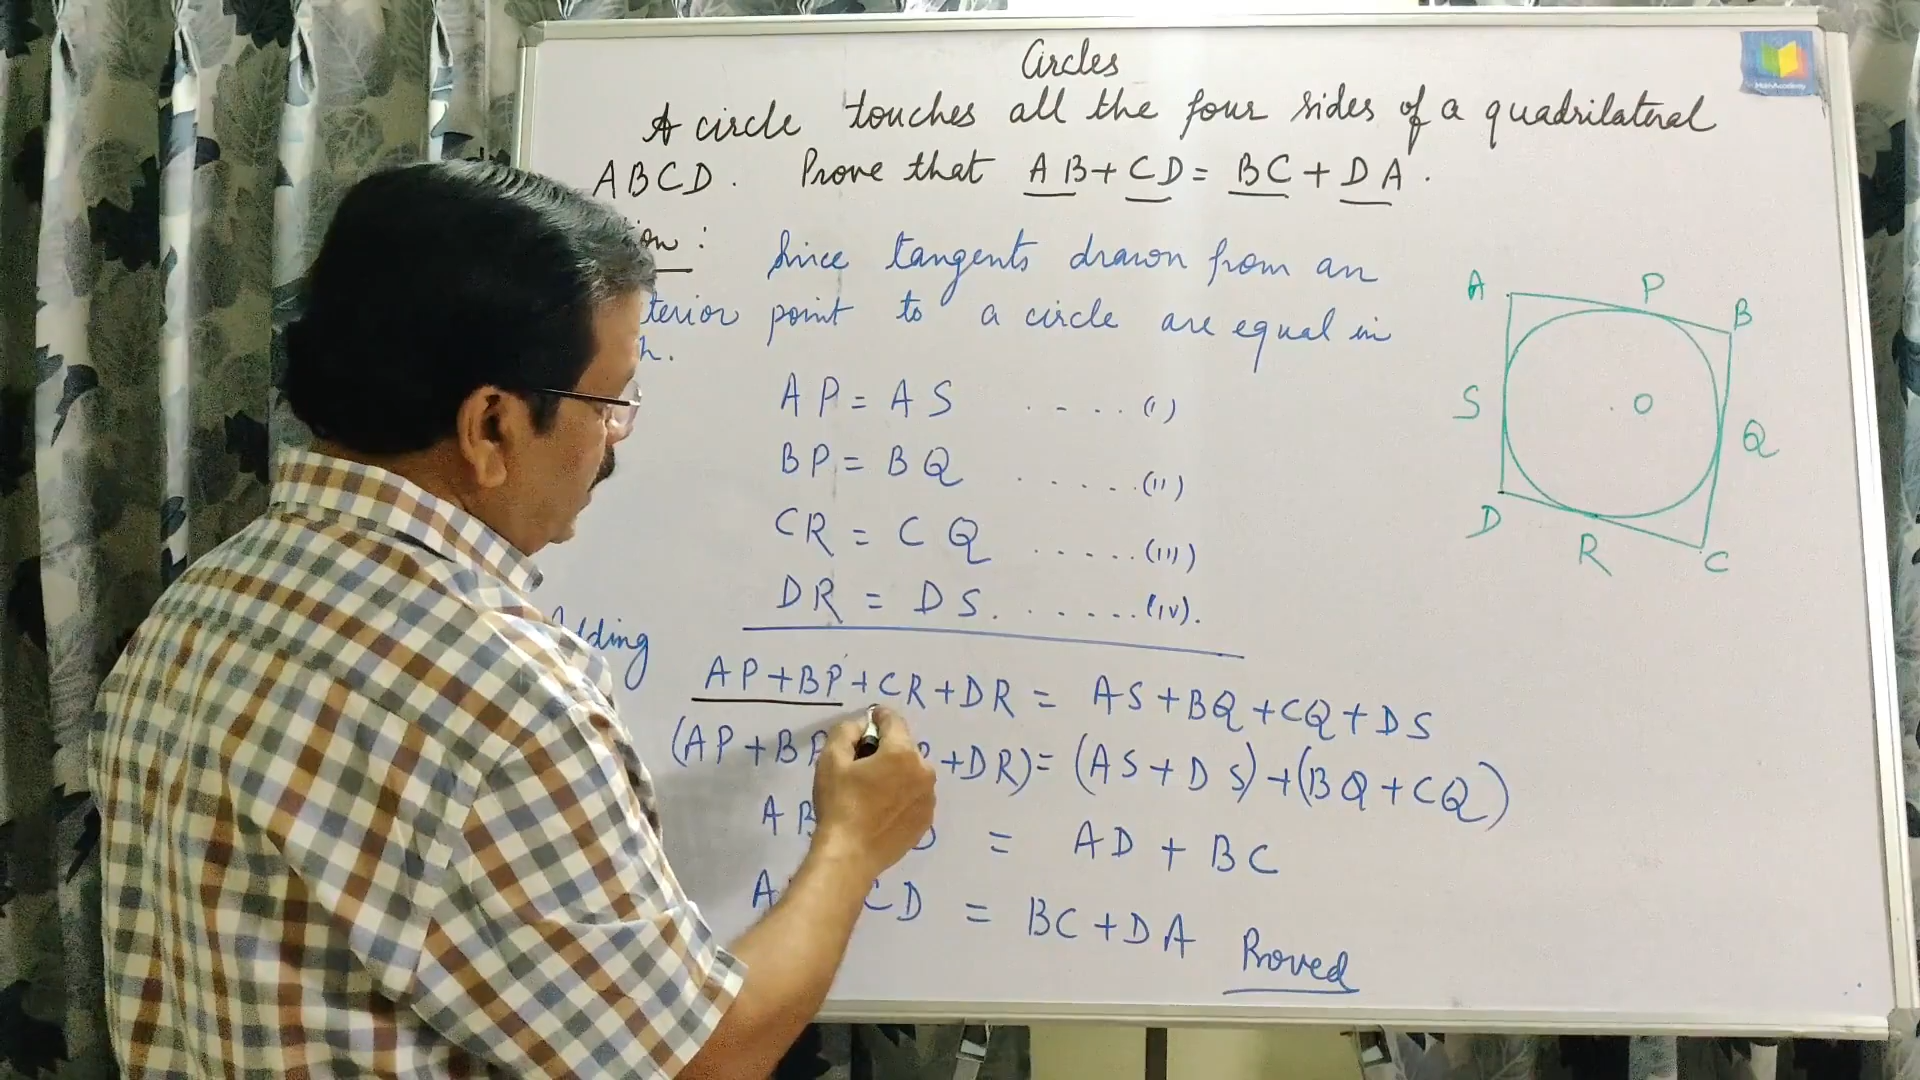 Circles
A circle touches all the four sides of a quadrilateral
ABCD. Prove that AB+CD=BC+DA.
Since tangents drawn from an
point to a circle are equal in
AP=AS ....(i)
BP=BQ .....(ii)
CR=CQ .....(iii)
DR=DS. .....(iv).
AP+BP+CR+DR = AS+BQ+CQ+DS
(AP+BP +DR)=(AS+DS)+(BQ+CQ)
= AD+BC
CD = BC+DA Proved
A P B
S O Q
D R C